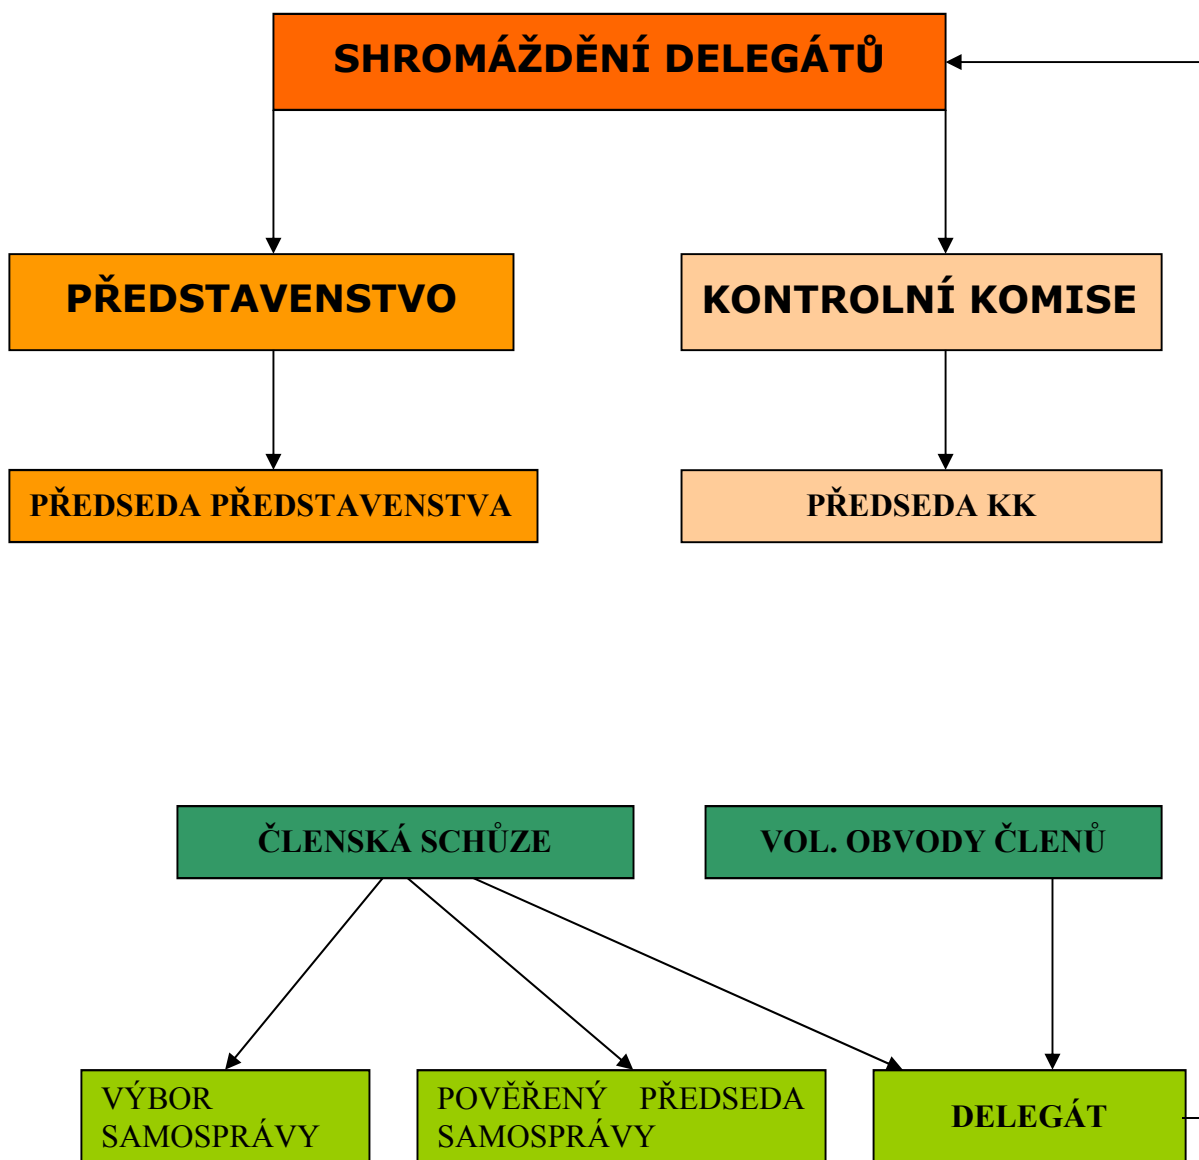 SHROMÁŽDĚNÍ DELEGÁTŮ
PŘEDSTAVENSTVO
KONTROLNÍ KOMISE
PŘEDSEDA PŘEDSTAVENSTVA
PŘEDSEDA KK
ČLENSKÁ SCHŮZE
VOL. OBVODY ČLENŮ
VÝBOR
SAMOSPRÁVY
POVĚŘENÝ PŘEDSEDA
SAMOSPRÁVY
DELEGÁT